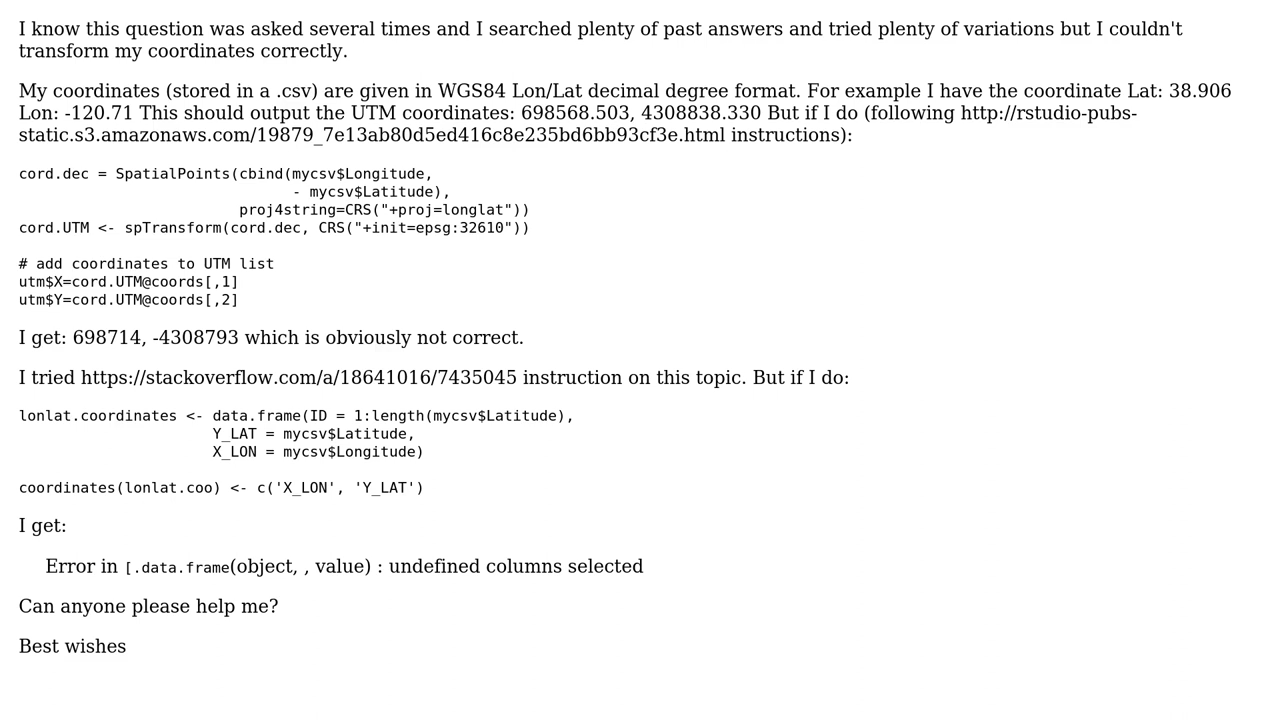 I know this question was asked several times and I searched plenty of past answers and tried plenty of variations but I couldn't
transform my coordinates correctly.
My coordinates (stored in a .csv) are given in WGS84 Lon/Lat decimal degree format. For example I have the coordinate Lat: 38.906
Lon: -120.71 This should output the UTM coordinates: 698568.503, 4308838.330 But if I do (following http://rstudio-pubs-
static.s3.amazonaws.com/19879_7e13ab80d5ed416c8e235bd6bb93cf3e.html instructions):
cord.dec = SpatialPoints(cbind(mycsv$Longitude,
- mycsv$Latitude),
proj4string=CRS("+proj=longlat"))
cord.UTM <- spTransform(cord.dec, CRS("+init=epsg:32610"))
# add coordinates to UTM list
utm$X=cord.UTM@coords[,1]
utm$Y=cord.UTM@coords[,2]
I get: 698714, -4308793 which is obviously not correct.
I tried https://stackoverflow.com/a/18641016/7435045 instruction on this topic. But if I do:
lonlat.coordinates <- data.frame(ID = 1:length(mycsv$Latitude),
Y_LAT = mycsv$Latitude,
X_LON = mycsv$Longitude)
coordinates(lonlat.coo) <- c('X_LON', 'Y_LAT')
I get:
Error in [.data.frame(object, , value) : undefined columns selected
Can anyone please help me?
Best wishes